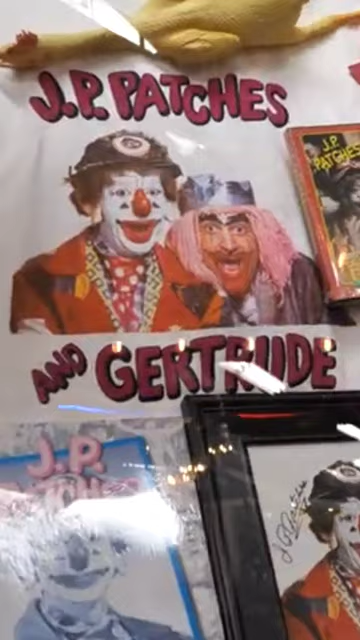 J.P. PATCHES
J.P.
PATCHES
AND GERTRUDE
J.P.